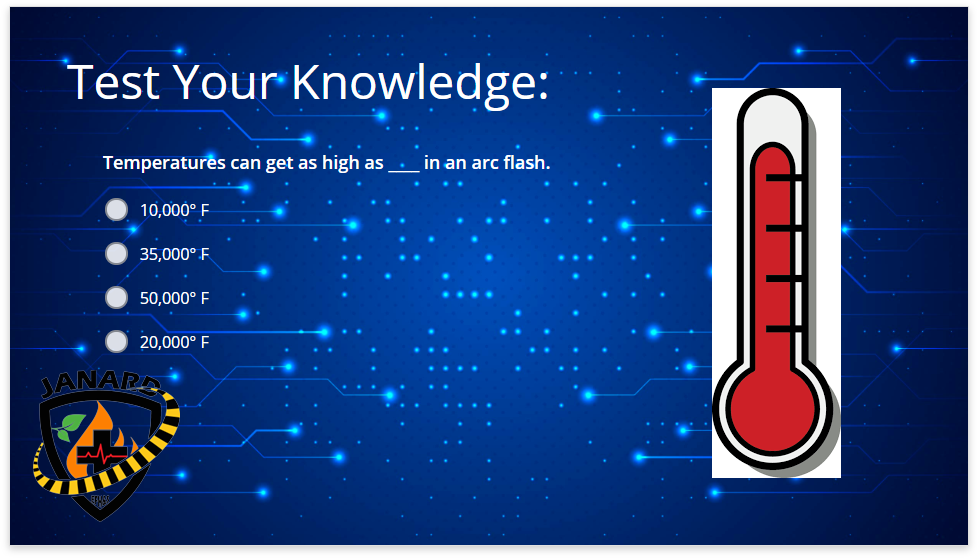 Test Your Knowledge:
Temperatures can get as high as ____ in an arc flash.
10,000° F
35,000° F
50,000° F
20,000° F
JANARD